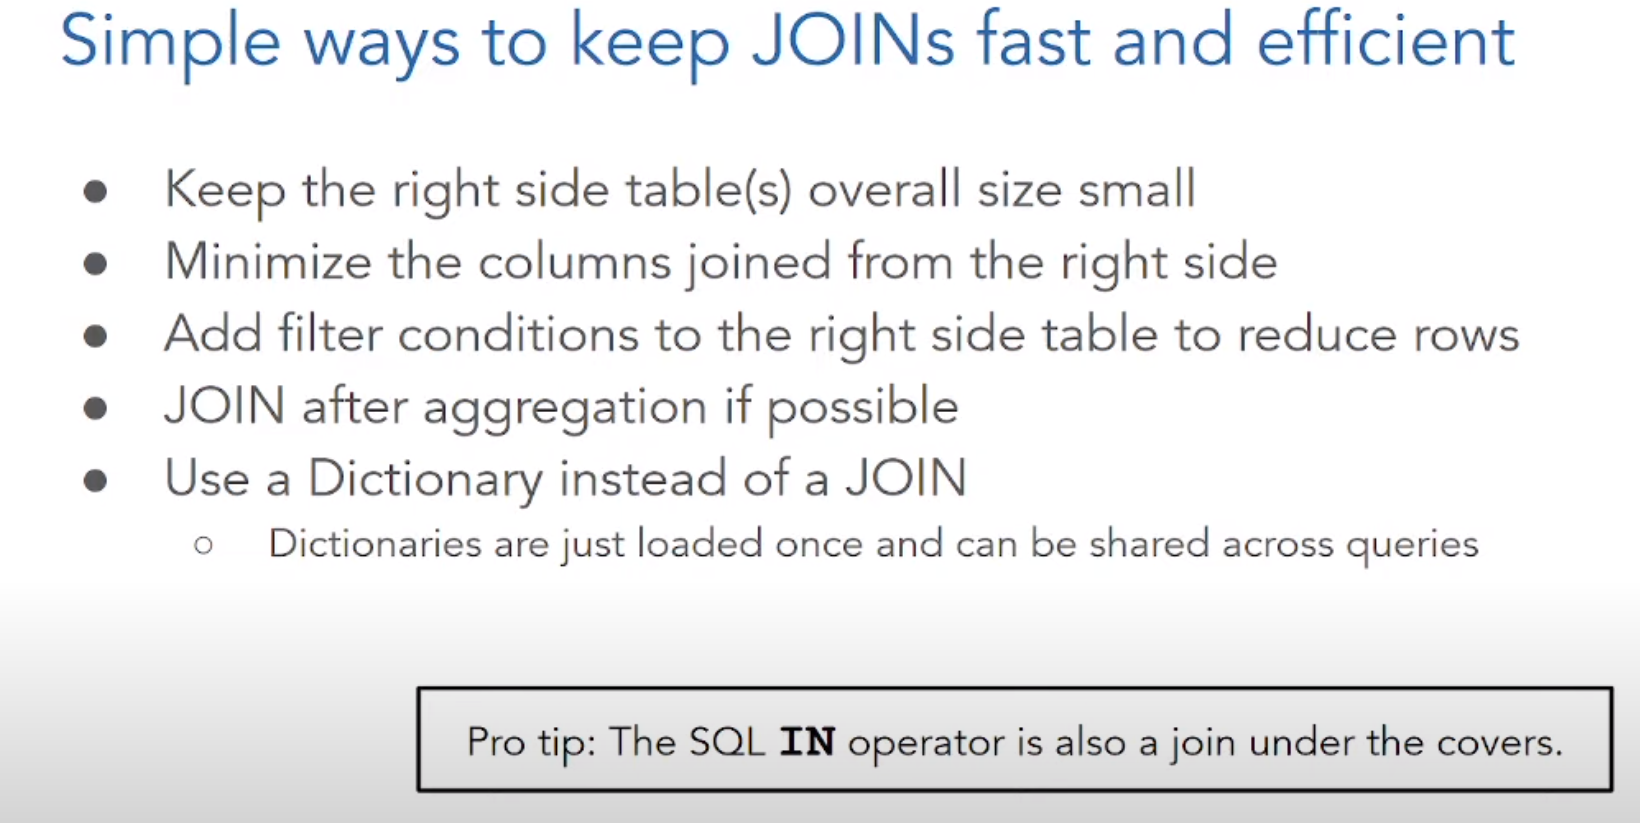 Simple ways to keep JOINs fast and efficient
● Keep the right side table(s) overall size small
● Minimize the columns joined from the right side
● Add filter conditions to the right side table to reduce rows
● JOIN after aggregation if possible
● Use a Dictionary instead of a JOIN
○ Dictionaries are just loaded once and can be shared across queries
Pro tip: The SQL IN operator is also a join under the covers.